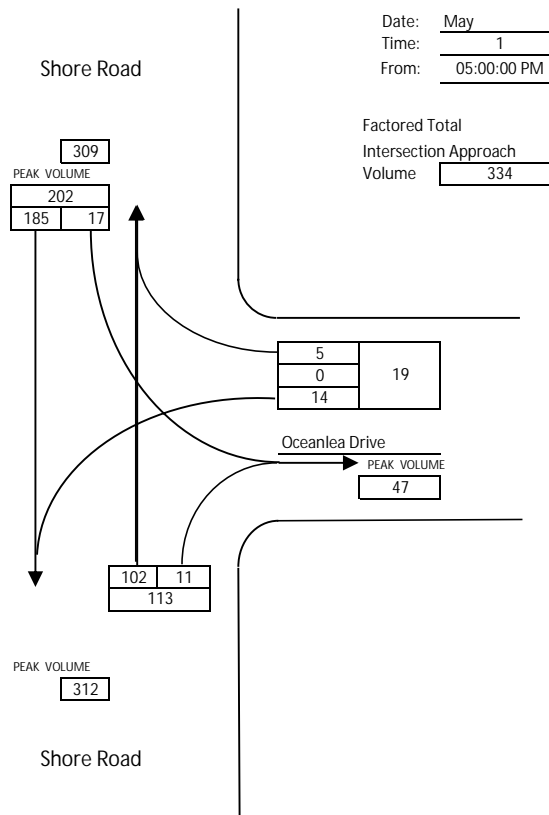 Date: May
Time: 1
From: 05:00:00 PM
Shore Road
Factored Total
Intersection Approach
Volume 334
309
PEAK VOLUME
202
185 17
5
0
14
19
Oceanlea Drive
PEAK VOLUME
47
102 11
113
PEAK VOLUME
312
Shore Road